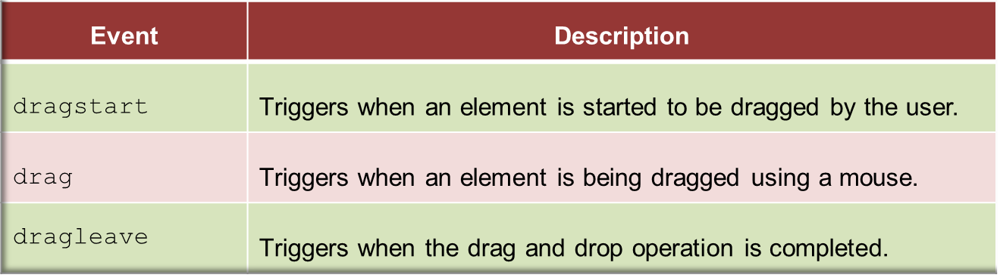 Event Description
dragstart Triggers when an element is started to be dragged by the user.
drag Triggers when an element is being dragged using a mouse.
dragleave Triggers when the drag and drop operation is completed.